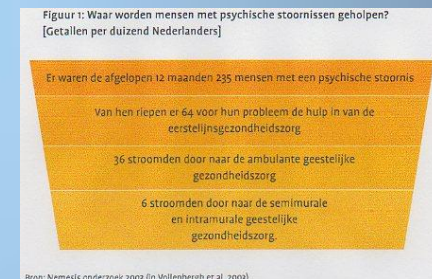 Figuur 1: Waar worden mensen met psychische stoornissen geholpen?
[Getallen per duizend Nederlanders]
Er waren de afgelopen 12 maanden 235 mensen met een psychische stoornis
Van hen riepen er 64 voor hun probleem de hulp in van de
eerstelijnsgezondheidszorg
36 stroomden door naar de ambulante geestelijke
gezondheidszorg
6 stroomden door naar de semimurale
en intramurale geestelijke
gezondheidszorg.
Bron: Nemesis onderzoek 2003 (in Vollenbergh et al. 2003)